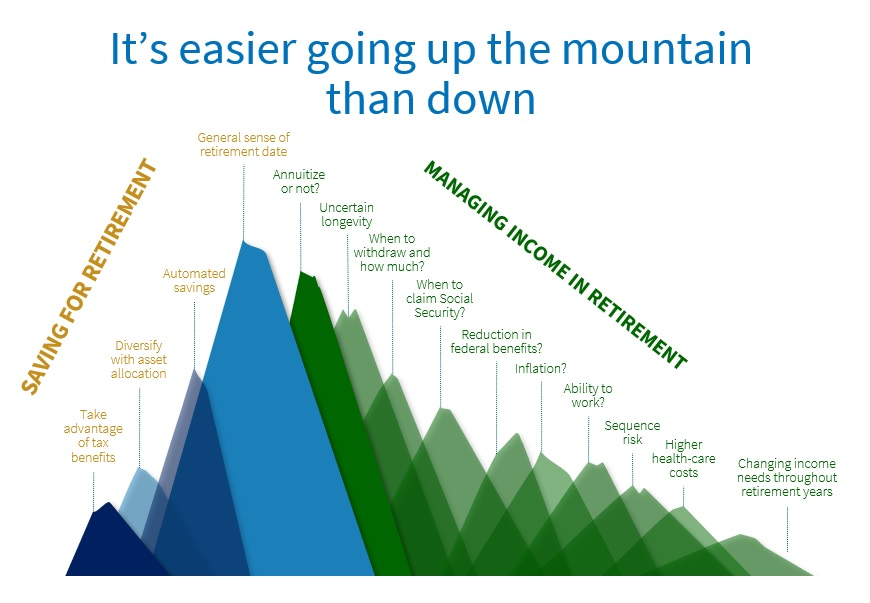 It’s easier going up the mountain
than down
SAVING FOR RETIREMENT
MANAGING INCOME IN RETIREMENT
General sense of
retirement date
Automated
savings
Diversify
with asset
allocation
Take
advantage
of tax
benefits
Annuitize
or not?
Uncertain
longevity
When to
withdraw and
how much?
When to
claim Social
Security?
Reduction in
federal benefits?
Inflation?
Ability to
work?
Sequence
risk
Higher
health-care
costs
Changing income
needs throughout
retirement years